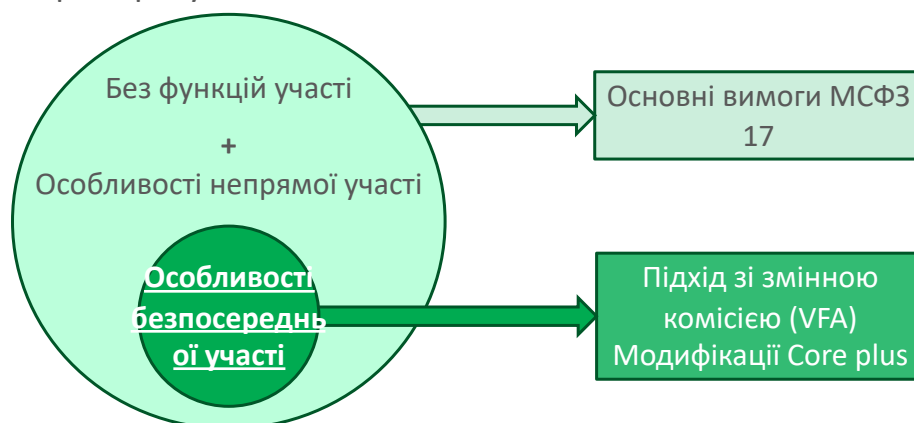 Без функцій участі
+
Особливості непрямої участі
Особливості
безпосередньн
ої участі
Основні вимоги МСФЗ
17
Підхід зі змінною
комісією (VFA)
Модифікації Core plus